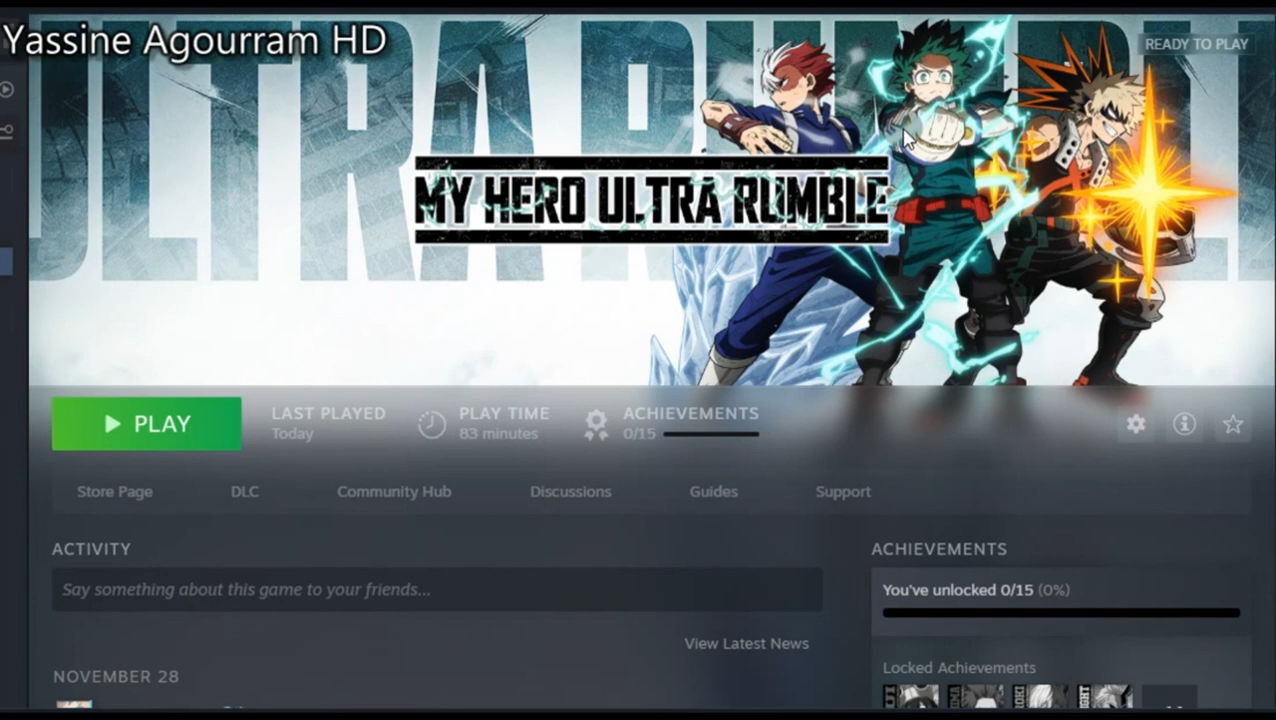 Yassine Agourram HD
ULTRA RUMBLE
READY TO PLAY
MY HERO ULTRA RUMBLE
PLAY
LAST PLAYED
Today
PLAY TIME
83 minutes
ACHIEVEMENTS
0/15
Store Page
DLC
Community Hub
Discussions
Guides
Support
ACTIVITY
Say something about this game to your friends...
View Latest News
NOVEMBER 28
ACHIEVEMENTS
You've unlocked 0/15 (0%)
Locked Achievements